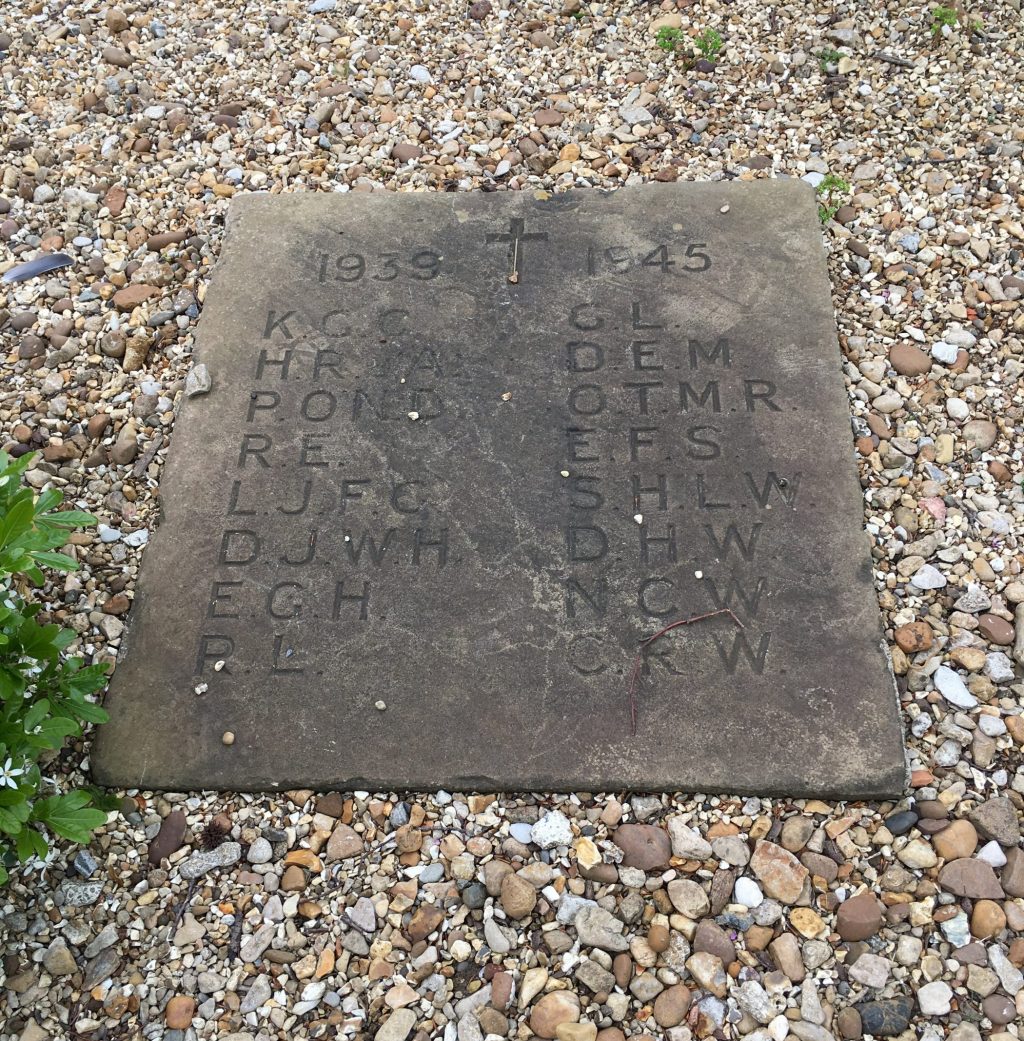 1939 1945
K.C.C. G.L.
H.R.J.A. D.E.M.
P.O.N.D. O.T.M.R.
R.E. E.F.S
L.J.F.G. S.H.L.W.
D.J.W.H. D.H.W.
E.G.H. N.C.W
P.L. C.R.W.